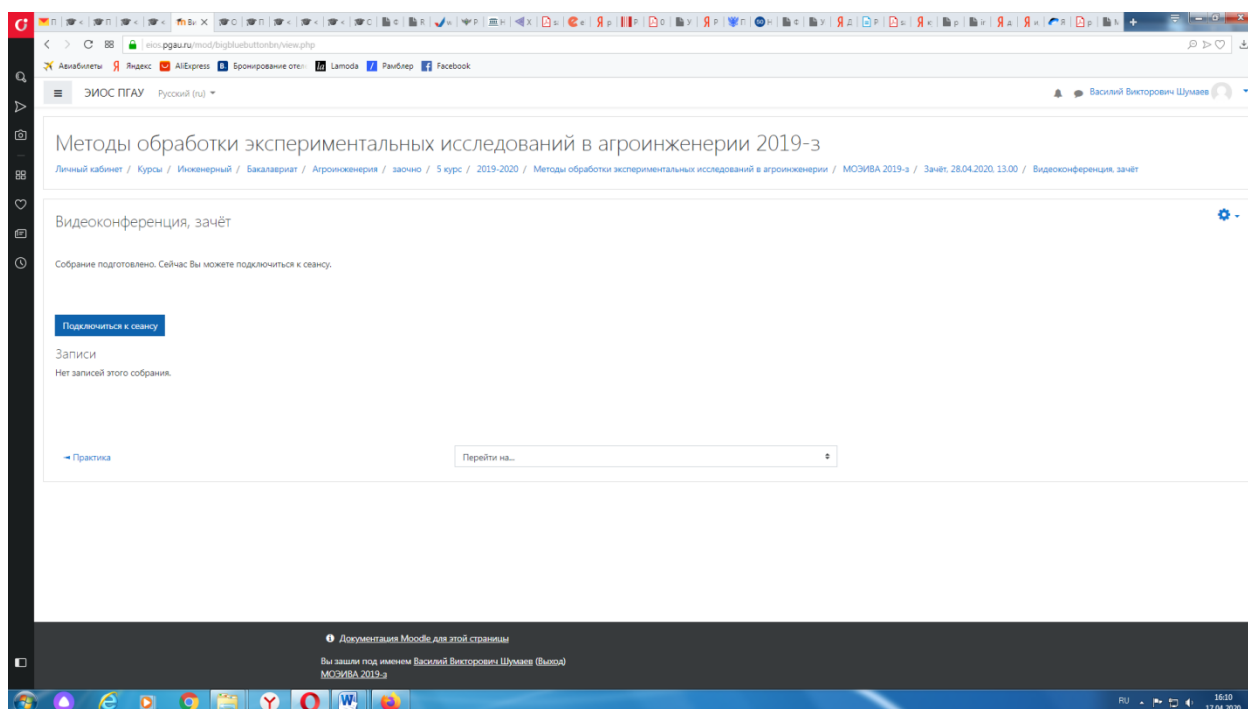 eios.pgau.ru/mod/bigbluebuttonbn/view.php
Авиабилеты Яндекс AliExpress Бронирование отел Lamoda Рамблер Facebook
ЭИОС ПГАУ Русский (ru) Василий Викторович Шумаев
Методы обработки экспериментальных исследований в агроинженерии 2019-з
Личный кабинет / Курсы / Инженерный / Бакалавриат / Агроинженерия / заочно / 5 курс / 2019-2020 / Методы обработки экспериментальных исследований в агроинженерии / МОЭИВА 2019-з / Зачёт, 28.04.2020, 13.00 / Видеоконференция, зачёт
Видеоконференция, зачёт
Собрание подготовлено. Сейчас Вы можете подключиться к сеансу.
Подключиться к сеансу
Записи
Нет записей этого собрания.
◄ Практика Перейти на...
Документация Moodle для этой страницы
Вы зашли под именем Василий Викторович Шумаев (Выход)
МОЭИВА 2019-з
RU 16:10
17.04.2020